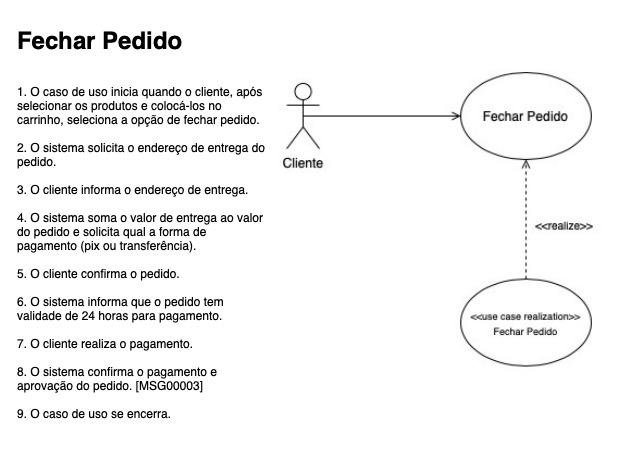 Fechar Pedido
1. O caso de uso inicia quando o cliente, após
selecionar os produtos e colocá-los no
carrinho, seleciona a opção de fechar pedido.
2. O sistema solicita o endereço de entrega do
pedido.
3. O cliente informa o endereço de entrega.
4. O sistema soma o valor de entrega ao valor
do pedido e solicita qual a forma de
pagamento (pix ou transferência).
5. O cliente confirma o pedido.
6. O sistema informa que o pedido tem
validade de 24 horas para pagamento.
7. O cliente realiza o pagamento.
8. O sistema confirma o pagamento e
aprovação do pedido. [MSG00003]
9. O caso de uso se encerra.
Cliente
Fechar Pedido
<<realize>>
<<use case realization>>
Fechar Pedido